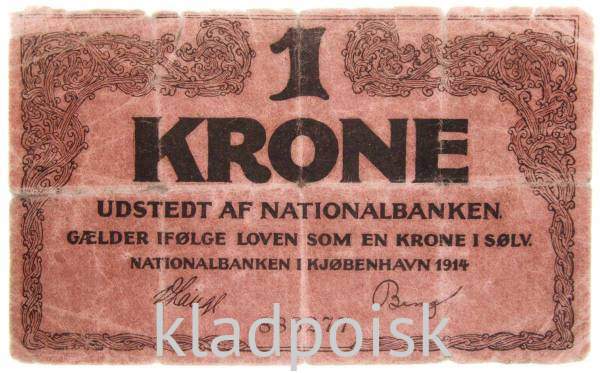 1
KRONE
UDSTEDT AF NATIONALBANKEN.
GÆLDER IFØLGE LOVEN SOM EN KRONE I SØLV.
NATIONALBANKEN I KJØBENHAVN 1914
kladpoisk